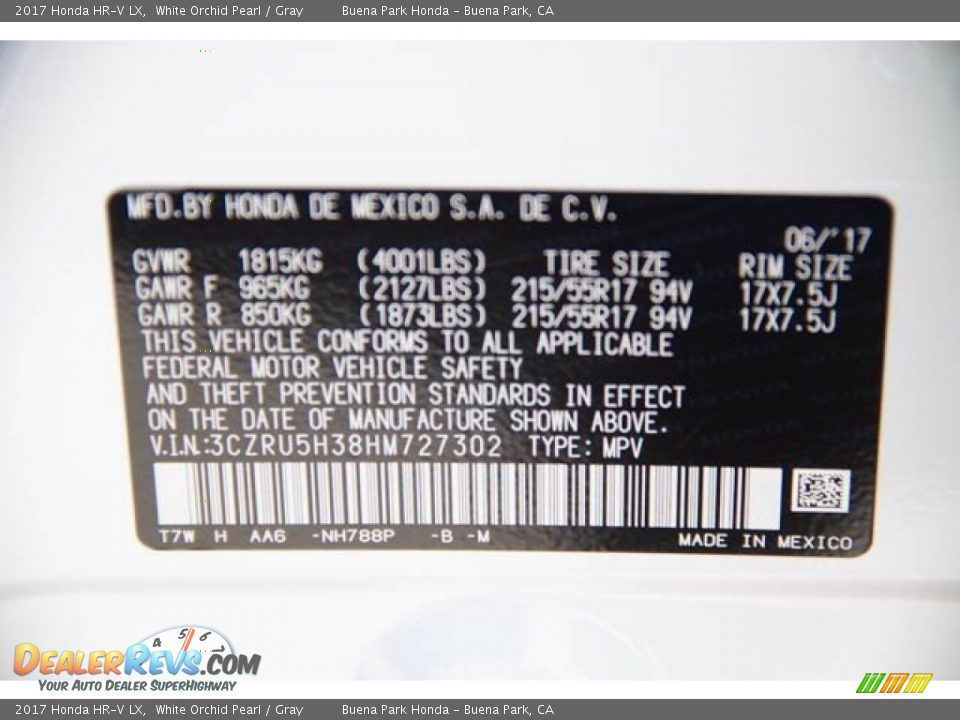 2017 Honda HR-V LX, White Orchid Pearl / Gray Buena Park Honda - Buena Park, CA
MFD.BY HONDA DE MEXICO S.A. DE C.V.
06/'17
GVWR 1815KG (4001LBS) TIRE SIZE RIM SIZE
GAWR F 965KG (2127LBS) 215/55R17 94V 17X7.5J
GAWR R 850KG (1873LBS) 215/55R17 94V 17X7.5J
THIS VEHICLE CONFORMS TO ALL APPLICABLE
FEDERAL MOTOR VEHICLE SAFETY
AND THEFT PREVENTION STANDARDS IN EFFECT
ON THE DATE OF MANUFACTURE SHOWN ABOVE.
V.I.N.:3CZRU5H38HM727302 TYPE: MPV
T7W H AA6 -NH788P -B -M MADE IN MEXICO
4 5 6
DEALERREVS.COM
YOUR AUTO DEALER SUPERHIGHWAY
2017 Honda HR-V LX, White Orchid Pearl / Gray Buena Park Honda - Buena Park, CA